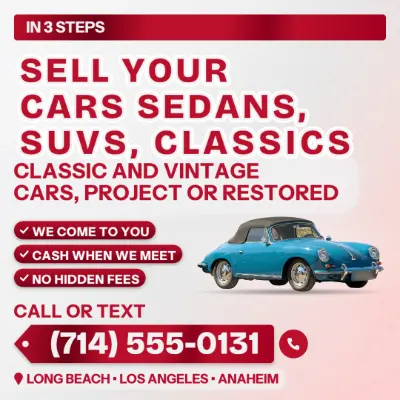 IN 3 STEPS
SELL YOUR
CARS SEDANS,
SUVS, CLASSICS
CLASSIC AND VINTAGE
CARS, PROJECT OR RESTORED
WE COME TO YOU
CASH WHEN WE MEET
NO HIDDEN FEES
CALL OR TEXT
(714) 555-0131
LONG BEACH • LOS ANGELES • ANAHEIM